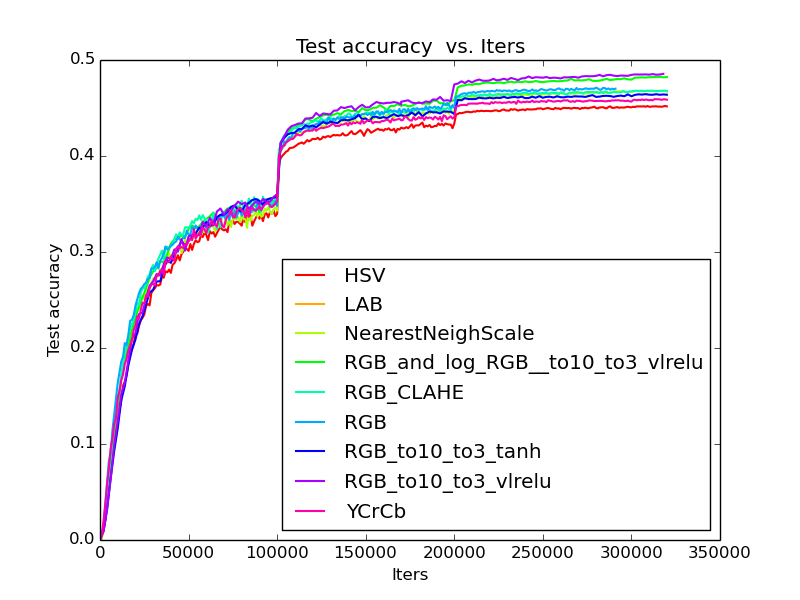 Test accuracy  vs. Iters
Test accuracy
0.5
0.4
0.3
0.2
0.1
0.0
HSV
LAB
NearestNeighScale
RGB_and_log_RGB__to10_to3_vlrelu
RGB_CLAHE
RGB
RGB_to10_to3_tanh
RGB_to10_to3_vlrelu
YCrCb
0 50000 100000 150000 200000 250000 300000 350000
Iters